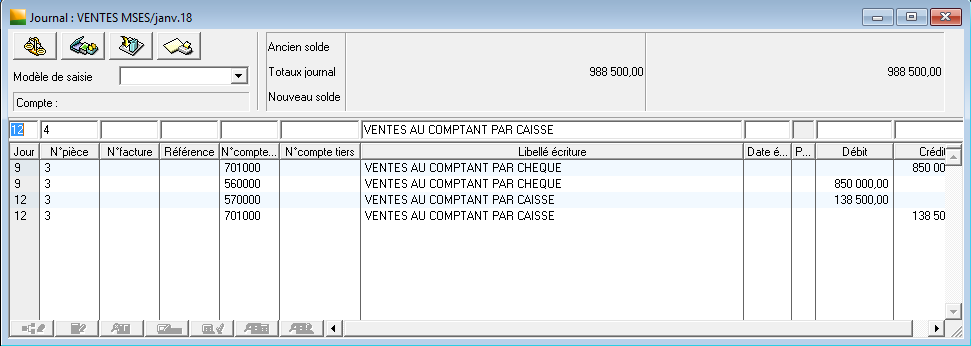 Journal : VENTES MSES/janv.18
Ancien solde
Modèle de saisie
Totaux journal 988 500,00 988 500,00
Nouveau solde
Compte :
12 4 VENTES AU COMPTANT PAR CAISSE
Jour N°pièce N°facture Référence N°compte... N°compte tiers Libellé écriture Date é... P... Débit Crédit
9 3 701000 VENTES AU COMPTANT PAR CHEQUE 850 00
9 3 560000 VENTES AU COMPTANT PAR CHEQUE 850 000,00
12 3 570000 VENTES AU COMPTANT PAR CAISSE 138 500,00
12 3 701000 VENTES AU COMPTANT PAR CAISSE 138 50